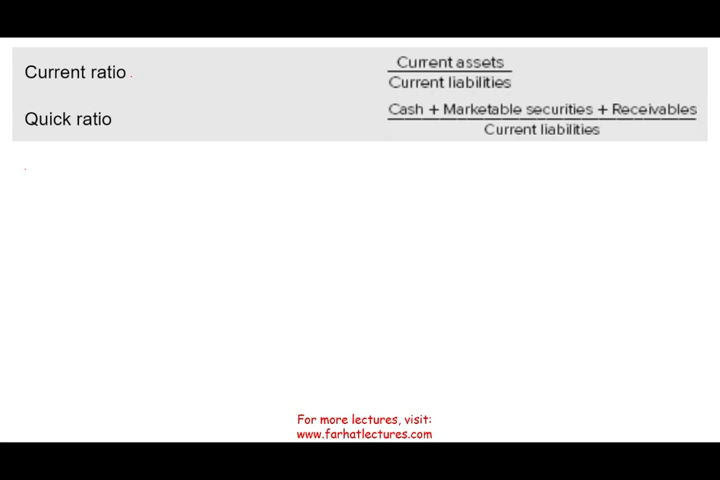 Current ratio
Current assets
Current liabilities
Quick ratio
Cash + Marketable securities + Receivables
Current liabilities
For more lectures, visit:
www.farhatlectures.com